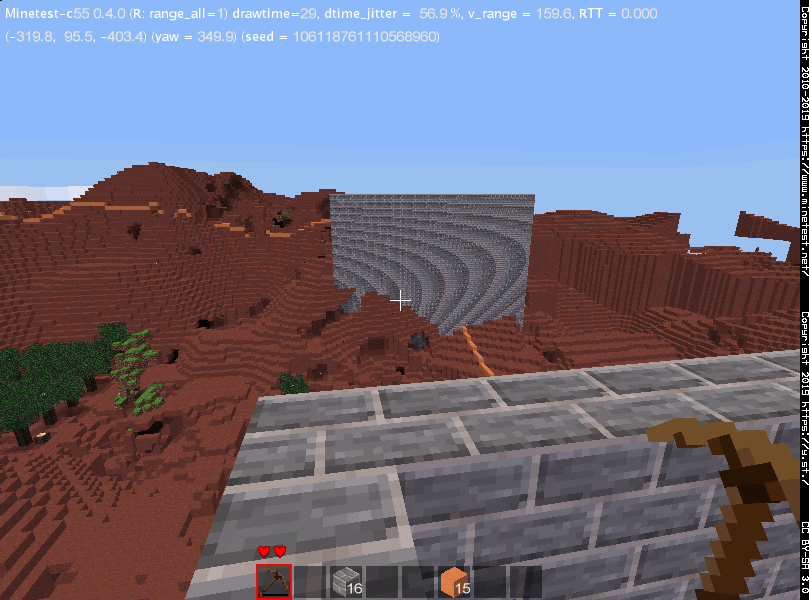 Minetest-c55 0.4.0 (R: range_all=1) drawtime=29, dtime_jitter = 56.9 %, v_range = 159.6, RTT = 0.000
(-319.8, 95.5, -403.4) (yaw = 349.9) (seed = 106118761110568960)
16
15
Copyright 2010-2019 https://www.minetest.net/
Copyright 2019 https://s.st./
CC BY-SA 3.0